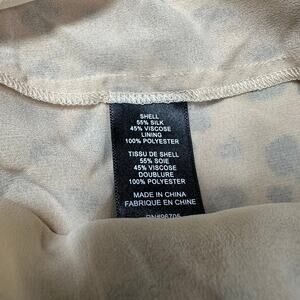 SHELL
55% SILK
45% VISCOSE
LINING
100% POLYESTER
TISSU DE SHELL
55% SOIE
45% VISCOSE
DOUBLURE
100% POLYESTER
MADE IN CHINA
FABRIQUE EN CHINE